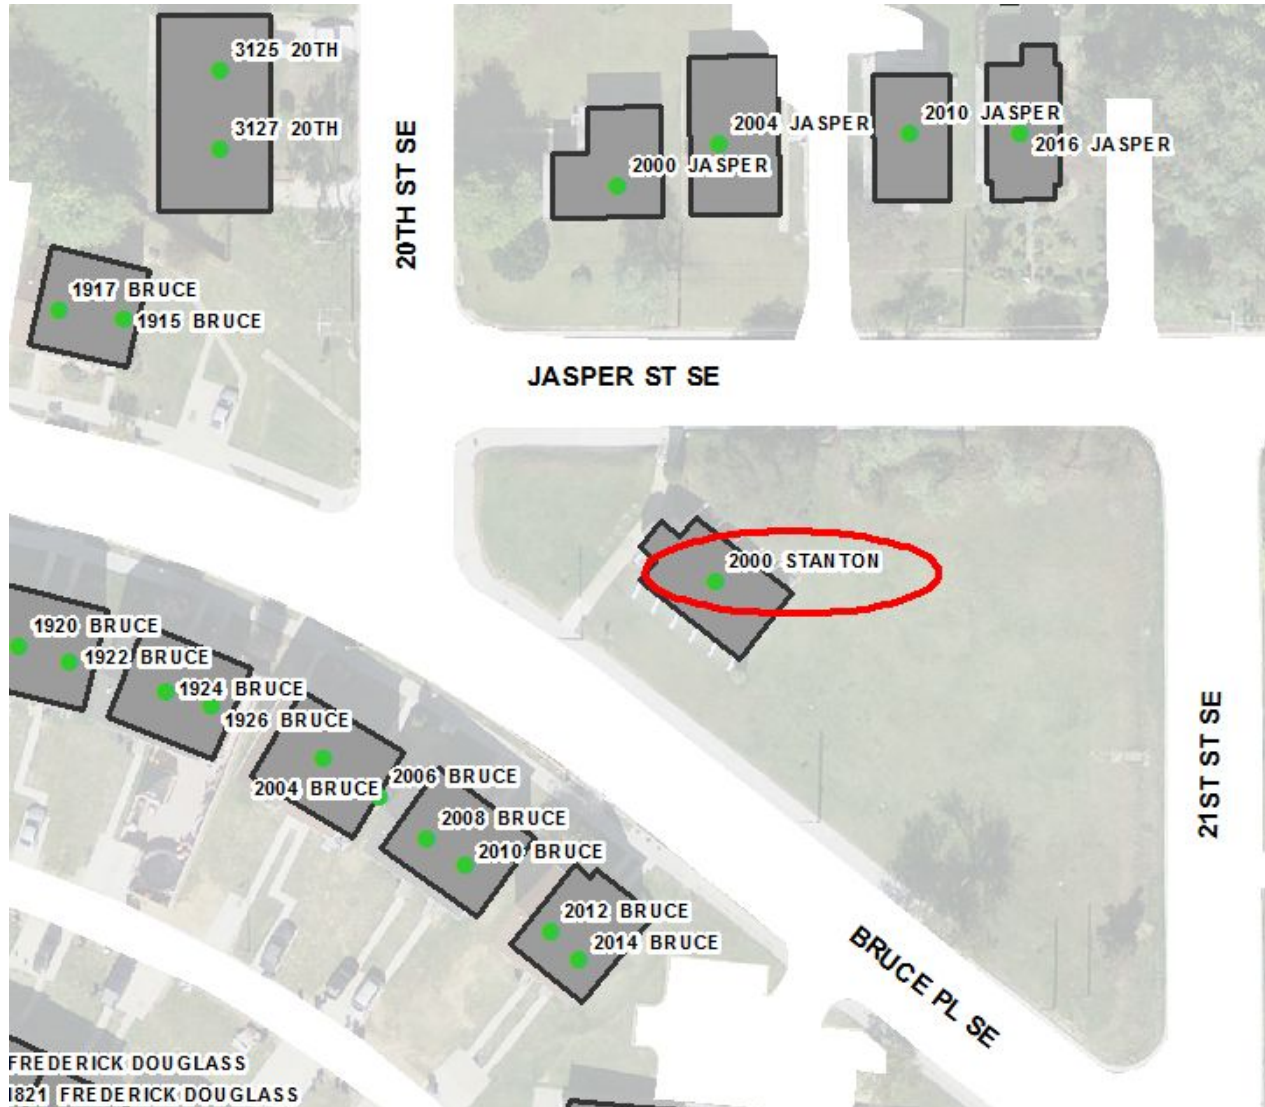 3125 20TH
3127 20TH
20TH ST SE
2004 JASPER
2000 JASPER
2010 JASPER
2016 JASPER
1917 BRUCE
1915 BRUCE
JASPER ST SE
2000 STANTON
1920 BRUCE
1922 BRUCE
1924 BRUCE
1926 BRUCE
2004 BRUCE
2006 BRUCE
2008 BRUCE
2010 BRUCE
2012 BRUCE
2014 BRUCE
21ST ST SE
BRUCE PL SE
FREDERICK DOUGLASS
1821 FREDERICK DOUGLASS